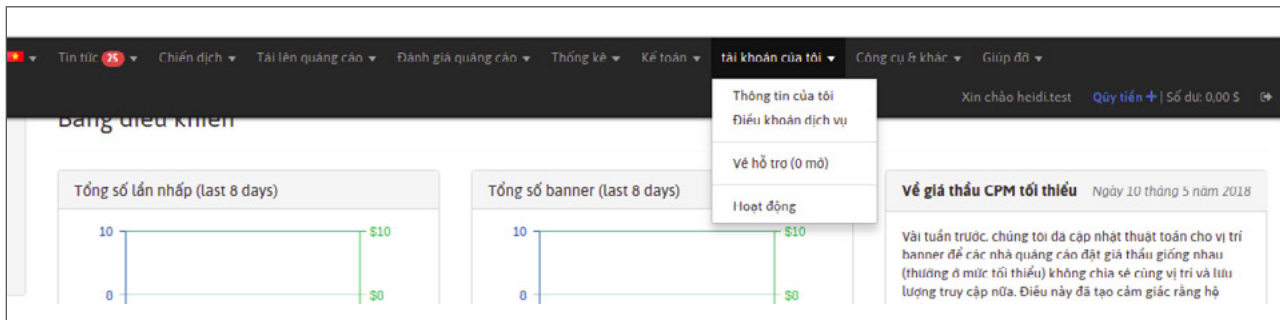 Tin tức 25 Chiến dịch Tải lên quảng cáo Đánh giá quảng cáo Thống kê Kế toán tài khoản của tôi Công cụ & khác Giúp đỡ
Xin chào heidi.test Qũy tiền + | Số dư: 0,00 $
Thông tin của tôi
Điều khoản dịch vụ
Vé hỗ trợ (0 mở)
Hoạt động
Bảng điều khiển
Tổng số lần nhấp (last 8 days)
10 $10
0 $0
Tổng số banner (last 8 days)
10 $10
0 $0
Về giá thầu CPM tối thiểu Ngày 10 tháng 5 năm 2018
Vài tuần trước, chúng tôi đã cập nhật thuật toán cho vị trí
banner để các nhà quảng cáo đặt giá thầu giống nhau
(thường ở mức tối thiểu) không chia sẻ cùng vị trí và lưu
lượng truy cập nữa. Điều này đã tạo cảm giác rằng hệ